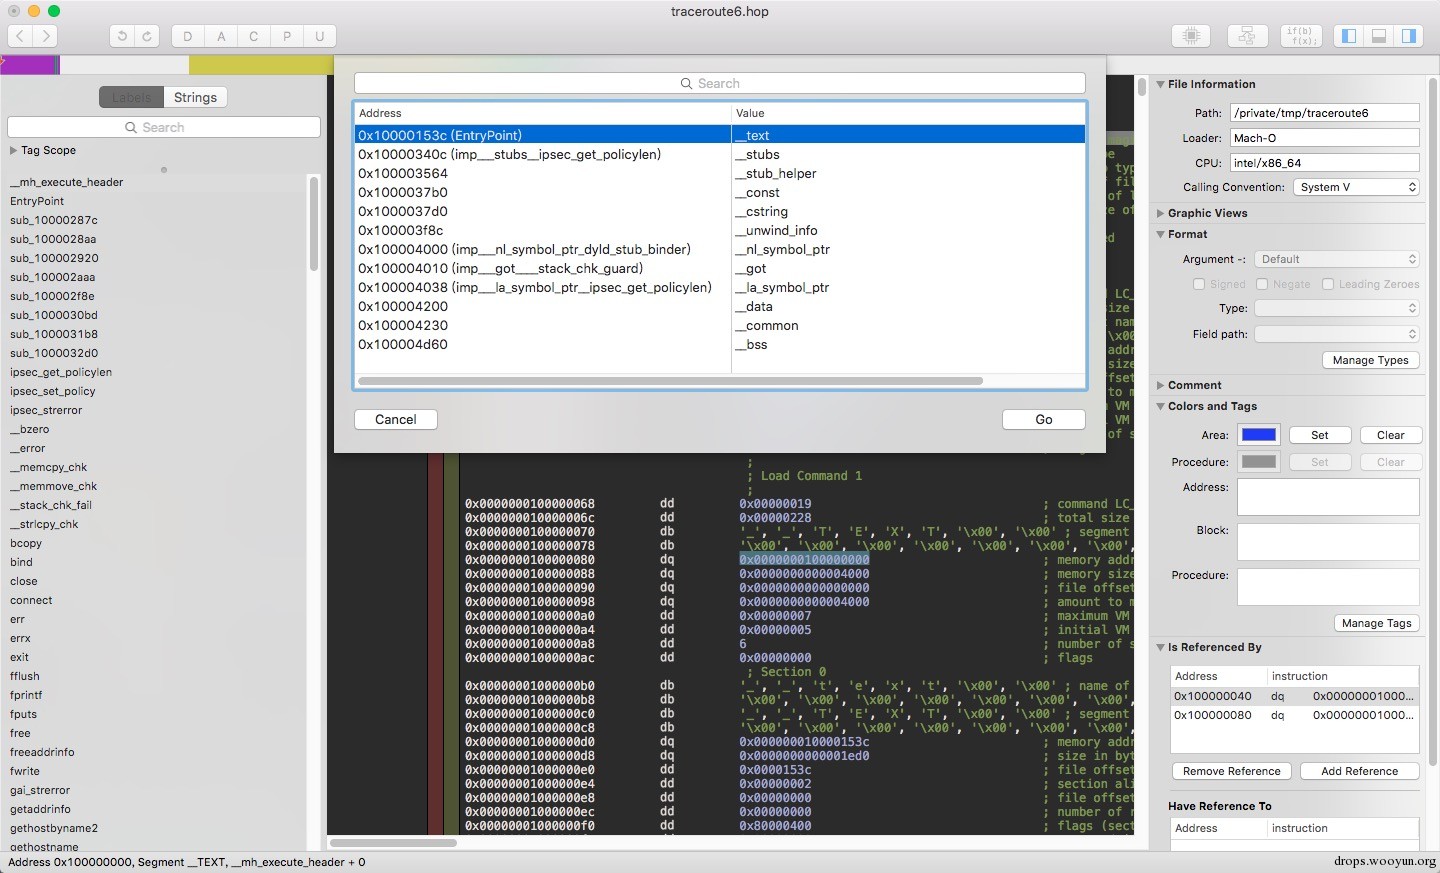 traceroute6.hop
D A C P U
if(b)
f(x);
Labels Strings
Search
Tag Scope
__mh_execute_header
EntryPoint
sub_10000287c
sub_1000028aa
sub_100002920
sub_100002aaa
sub_100002f8e
sub_1000030bd
sub_1000031b8
sub_1000032d0
ipsec_get_policylen
ipsec_set_policy
ipsec_strerror
__bzero
__error
__memcpy_chk
__memmove_chk
__stack_chk_fail
__strlcpy_chk
bcopy
bind
close
connect
err
errx
exit
fflush
fprintf
fputs
free
freeaddrinfo
fwrite
gai_strerror
getaddrinfo
gethostbyname2
gethostname
Search
Address Value
0x10000153c (EntryPoint) __text
0x10000340c (imp___stubs__ipsec_get_policylen) __stubs
0x100003564 __stub_helper
0x1000037b0 __const
0x1000037d0 __cstring
0x100003f8c __unwind_info
0x100004000 (imp___nl_symbol_ptr_dyld_stub_binder) __nl_symbol_ptr
0x100004010 (imp___got____stack_chk_guard) __got
0x100004038 (imp___la_symbol_ptr__ipsec_get_policylen) __la_symbol_ptr
0x100004200 __data
0x100004230 __common
0x100004d60 __bss
Cancel Go
;
; Load Command 1
;
0x0000000100000068 dd 0x00000019 ; command LC_
0x000000010000006c dd 0x00000228 ; total size
0x0000000100000070 db '_', '_', 'T', 'E', 'X', 'T', '\x00', '\x00' ; segment
0x0000000100000078 db '\x00', '\x00', '\x00', '\x00', '\x00', '\x00', '\x00',
0x0000000100000080 dq 0x0000000100000000 ; memory addr
0x0000000100000088 dq 0x0000000000004000 ; memory size
0x0000000100000090 dq 0x0000000000000000 ; file offset
0x0000000100000098 dq 0x0000000000004000 ; amount to m
0x00000001000000a0 dd 0x00000007 ; maximum VM
0x00000001000000a4 dd 0x00000005 ; initial VM
0x00000001000000a8 dd 6 ; number of s
0x00000001000000ac dd 0x00000000 ; flags
; Section 0
0x00000001000000b0 db '_', '_', 't', 'e', 'x', 't', '\x00', '\x00' ; name of
0x00000001000000b8 db '\x00', '\x00', '\x00', '\x00', '\x00', '\x00', '\x00',
0x00000001000000c0 db '_', '_', 'T', 'E', 'X', 'T', '\x00', '\x00' ; segment
0x00000001000000c8 db '\x00', '\x00', '\x00', '\x00', '\x00', '\x00', '\x00',
0x00000001000000d0 dq 0x000000010000153c ; memory addr
0x00000001000000d8 dq 0x0000000000001ed0 ; size in byt
0x00000001000000e0 dd 0x0000153c ; file offset
0x00000001000000e4 dd 0x00000002 ; section ali
0x00000001000000e8 dd 0x00000000 ; file offset
0x00000001000000ec dd 0x00000000 ; number of r
0x00000001000000f0 dd 0x80000400 ; flags (sect
File Information
Path: /private/tmp/traceroute6
Loader: Mach-O
CPU: intel/x86_64
Calling Convention: System V
Graphic Views
Format
Argument -: Default
Signed Negate Leading Zeroes
Type:
Field path:
Manage Types
Comment
Colors and Tags
Area: Set Clear
Procedure: Set Clear
Address:
Block:
Procedure:
Manage Tags
Is Referenced By
Address instruction
0x100000040 dq 0x00000001000...
0x100000080 dq 0x00000001000...
Remove Reference Add Reference
Have Reference To
Address instruction
Address 0x100000000, Segment __TEXT, __mh_execute_header + 0
drops.wooyun.org